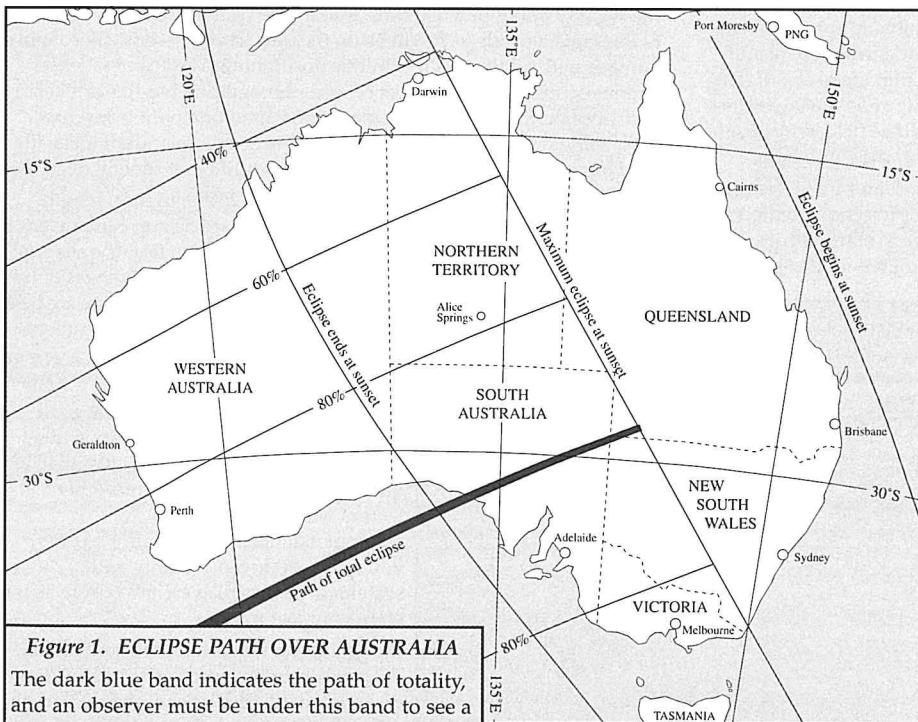 Port Moresby
PNG
135°E
120°E
150°E
Darwin
15°S
40%
15°S
Cairns
Eclipse begins at sunset
60%
NORTHERN
TERRITORY
Maximum eclipse at sunset
Eclipse ends at sunset
Alice
Springs
QUEENSLAND
WESTERN
AUSTRALIA
80%
SOUTH
AUSTRALIA
Geraldton
Brisbane
30°S
30°S
Perth
NEW
SOUTH
WALES
Adelaide
Sydney
Path of total eclipse
VICTORIA
Melbourne
80%
135°E
TASMANIA
Figure 1. ECLIPSE PATH OVER AUSTRALIA
The dark blue band indicates the path of totality,
and an observer must be under this band to see a